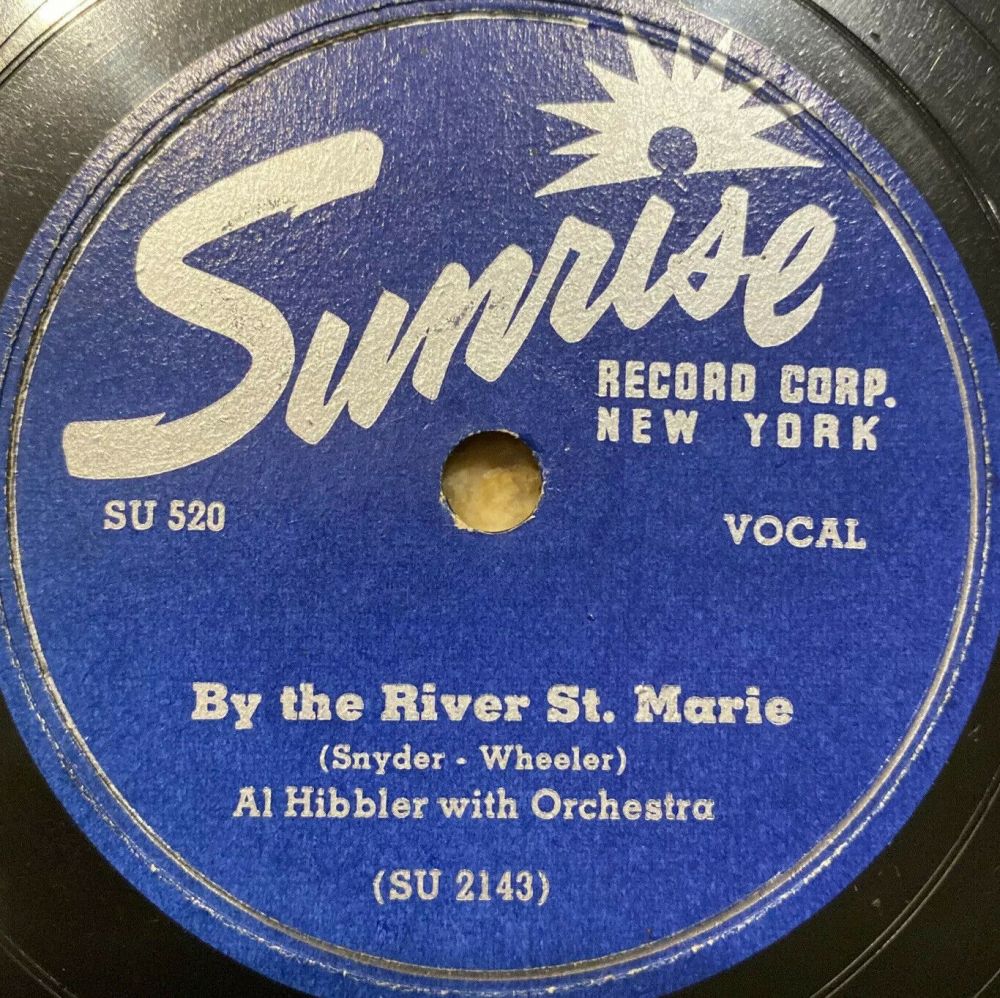 Sunrise
RECORD CORP.
NEW YORK
SU 520
VOCAL
By the River St. Marie
(Snyder - Wheeler)
Al Hibbler with Orchestra
(SU 2143)